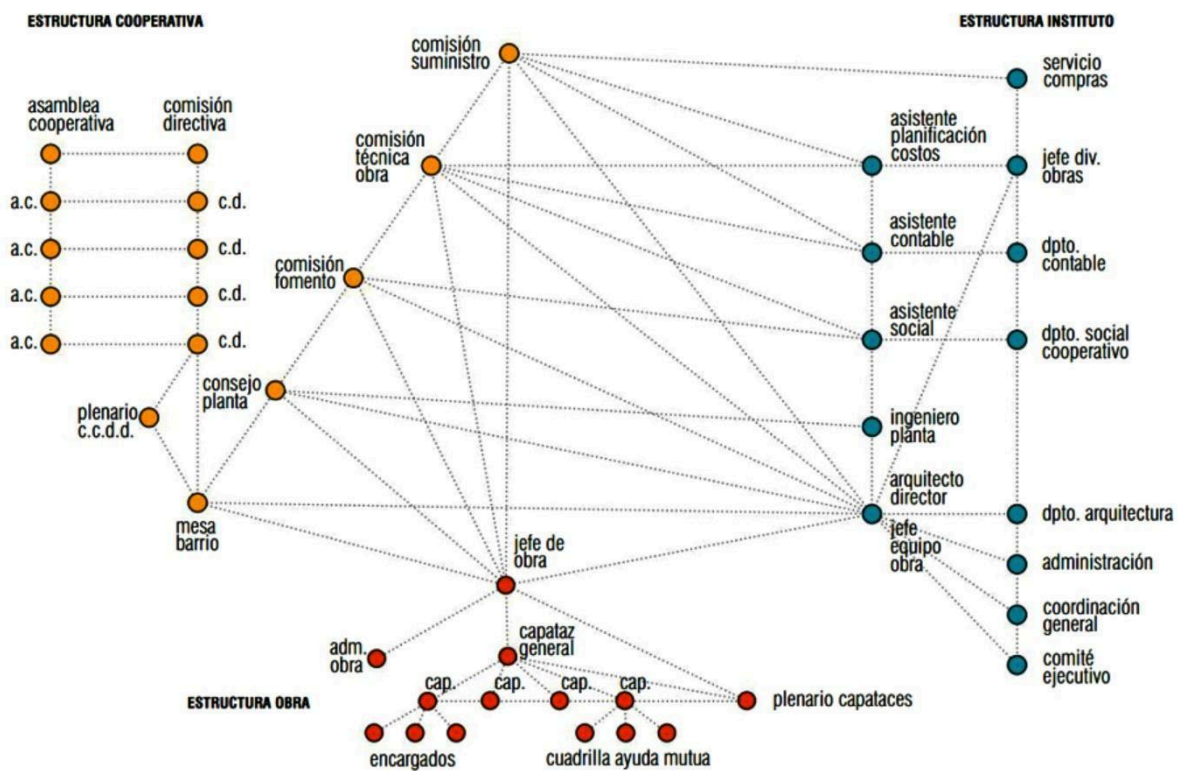 ESTRUCTURA COOPERATIVA
ESTRUCTURA INSTITUTO
comisión
suministro
servicio
compras
asamblea
cooperativa
comisión
directiva
asistente
planificación
costos
comisión
técnica
obra
jefe div.
obras
a.c.
c.d.
a.c.
c.d.
asistente
contable
dpto.
contable
comisión
fomento
a.c.
c.d.
asistente
social
dpto. social
cooperativo
a.c.
c.d.
consejo
planta
plenario
c.c.d.d.
ingeniero
planta
arquitecto
director
mesa
barrio
jefe
equipo
obra
dpto. arquitectura
jefe de
obra
administración
coordinación
general
adm.
obra
capataz
general
comité
ejecutivo
cap.
cap.
cap.
cap.
ESTRUCTURA OBRA
plenario capataces
encargados
cuadrilla ayuda mutua